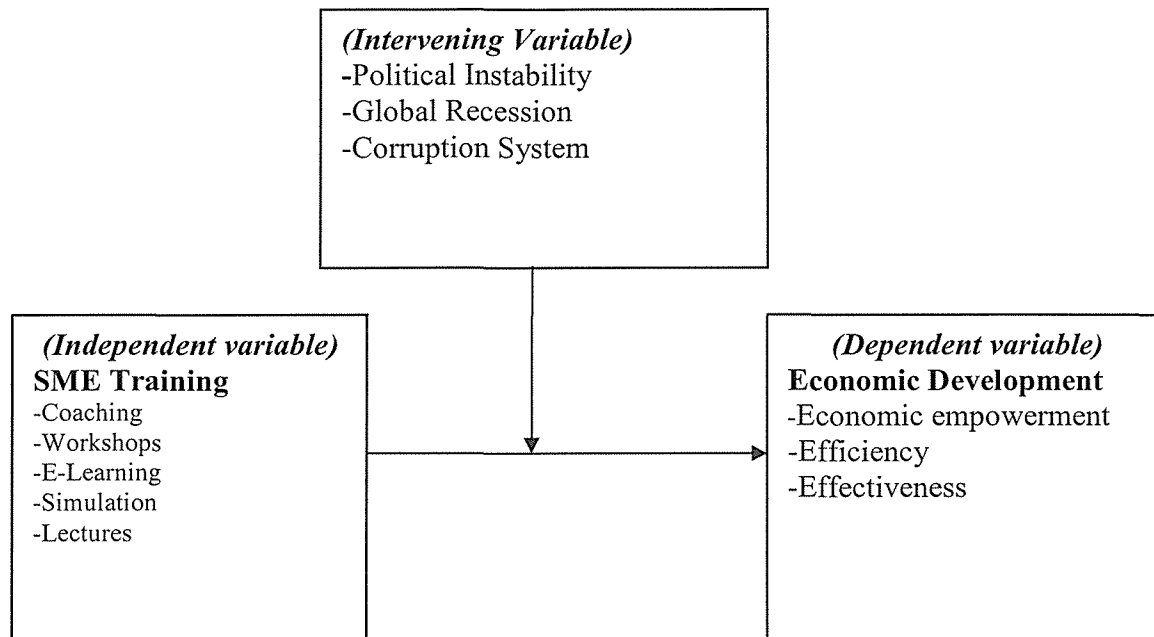 (Intervening Variable)
-Political Instability
-Global Recession
-Corruption System
(Independent variable)
SME Training
-Coaching
-Workshops
-E-Learning
-Simulation
-Lectures
(Dependent variable)
Economic Development
-Economic empowerment
-Efficiency
-Effectiveness